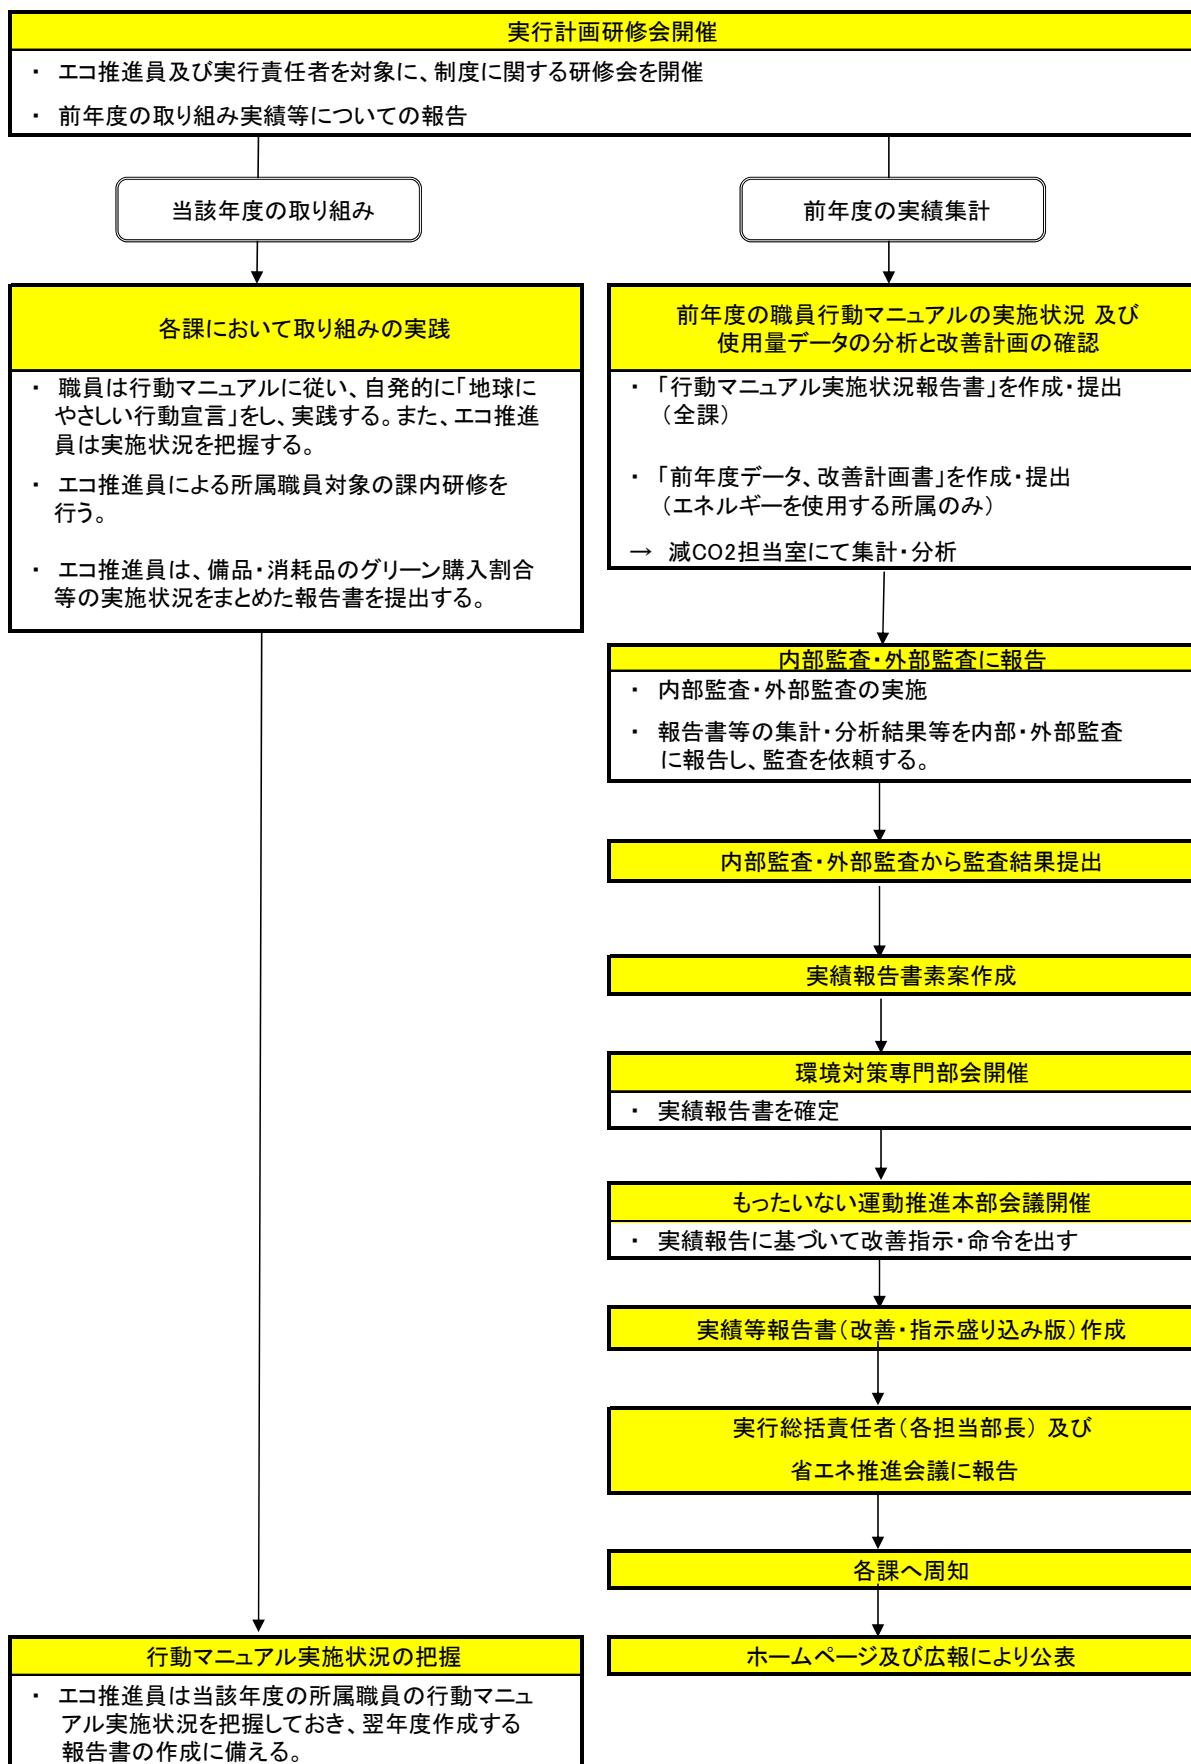 実行計画研修会開催
・ エコ推進員及び実行責任者を対象に、制度に関する研修会を開催
・ 前年度の取り組み実績等についての報告
当該年度の取り組み
各課において取り組みの実践
・ 職員は行動マニュアルに従い、自発的に「地球に
やさしい行動宣言」をし、実践する。また、エコ推進
員は実施状況を把握する。
・ エコ推進員による所属職員対象の課内研修を
行う。
・ エコ推進員は、備品・消耗品のグリーン購入割合
等の実施状況をまとめた報告書を提出する。
行動マニュアル実施状況の把握
・ エコ推進員は当該年度の所属職員の行動マニュ
アル実施状況を把握しておき、翌年度作成する
報告書の作成に備える。
前年度の実績集計
前年度の職員行動マニュアルの実施状況 及び
使用量データの分析と改善計画の確認
・ 「行動マニュアル実施状況報告書」を作成・提出
（全課）
・ 「前年度データ、改善計画書」を作成・提出
（エネルギーを使用する所属のみ）
→ 減CO2担当室にて集計・分析
内部監査・外部監査に報告
・ 内部監査・外部監査の実施
・ 報告書等の集計・分析結果等を内部・外部監査
に報告し、監査を依頼する。
内部監査・外部監査から監査結果提出
実績報告書素案作成
環境対策専門部会開催
・ 実績報告書を確定
もったいない運動推進本部会議開催
・ 実績報告に基づいて改善指示・命令を出す
実績等報告書（改善・指示盛り込み版）作成
実行総括責任者（各担当部長） 及び
省エネ推進会議に報告
各課へ周知
ホームページ及び広報により公表